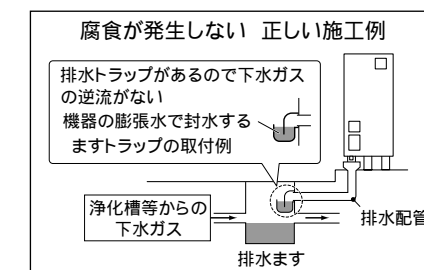 腐食が発生しない 正しい施工例
排水トラップがあるので下水ガス
の逆流がない
機器の膨張水で封水する
ますトラップの取付例
浄化槽等からの
下水ガス
排水配管
排水ます